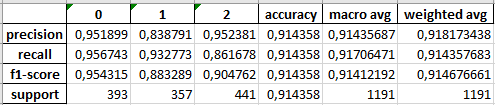 0 1 2 accuracy macro avg weighted avg
precision 0,951899 0,838791 0,952381 0,914358 0,91435687 0,918173438
recall 0,956743 0,932773 0,861678 0,914358 0,91706471 0,914357683
f1-score 0,954315 0,883289 0,904762 0,914358 0,91412192 0,914676661
support 393 357 441 0,914358 1191 1191